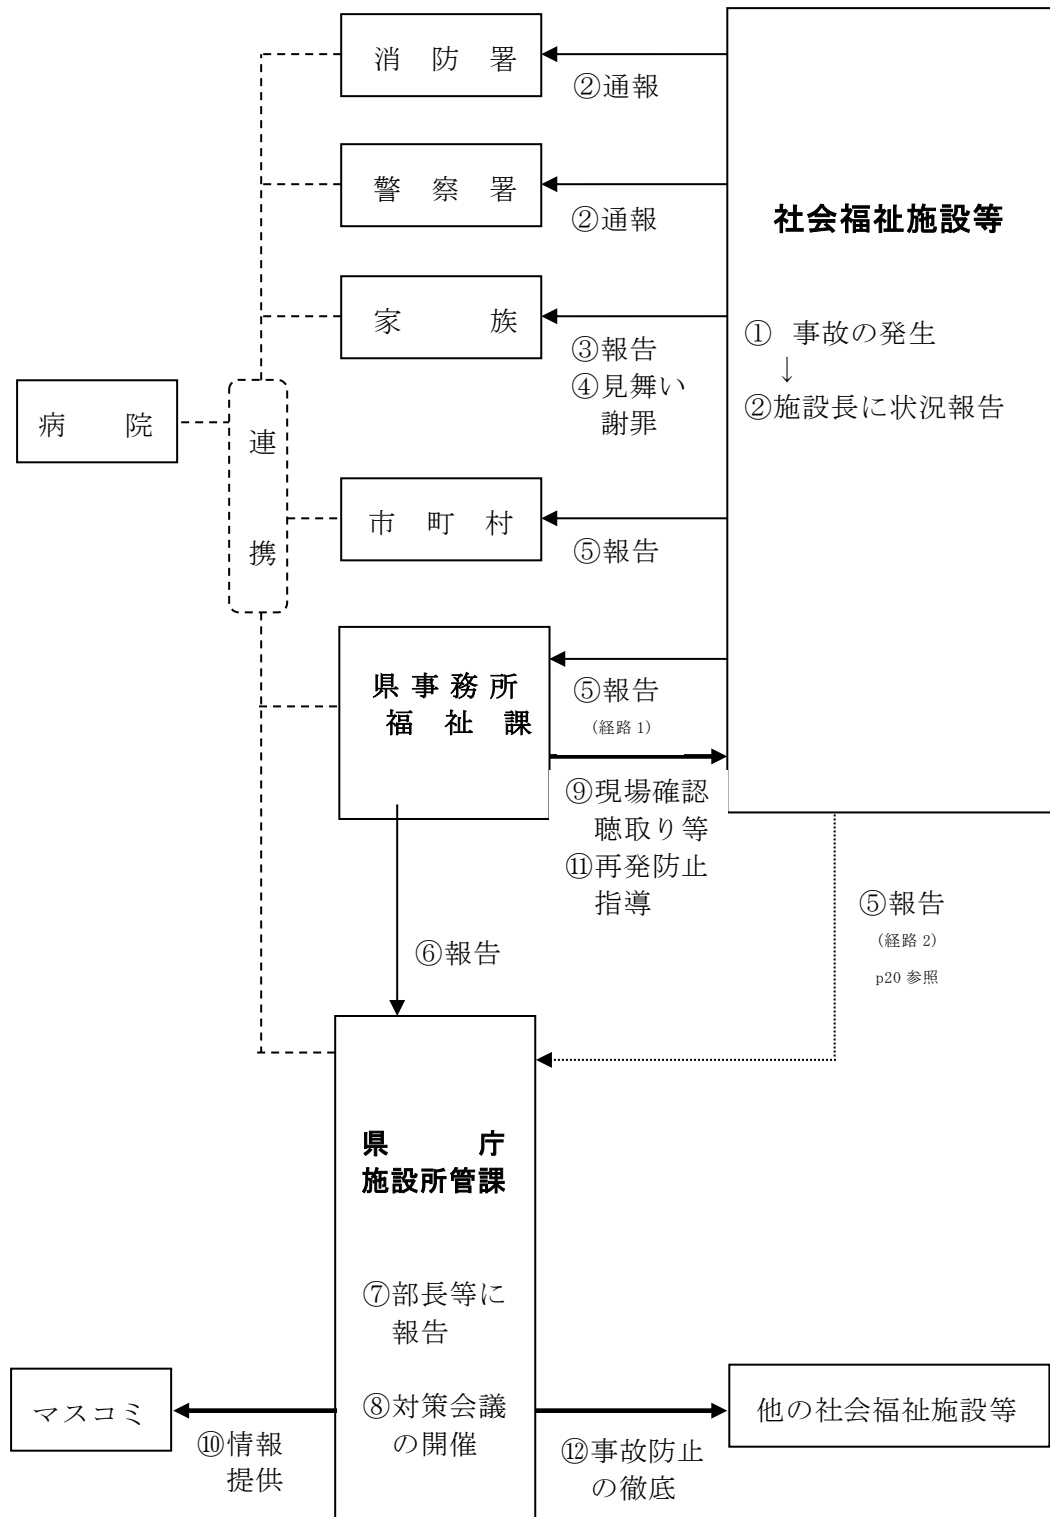 消防署
②通報
警察署
②通報
社会福祉施設等
① 事故の発生
↓
②施設長に状況報告
家族
③報告
④見舞い
謝罪
病院
連
携
市町村
⑤報告
県事務所
福祉課
⑤報告
(経路 1)
⑨現場確認
聴取り等
⑪再発防止
指導
⑤報告
(経路 2)
p20 参照
⑥報告
県庁
施設所管課
⑦部長等に
報告
⑧対策会議
の開催
マスコミ
⑩情報
提供
他の社会福祉施設等
⑫事故防止
の徹底